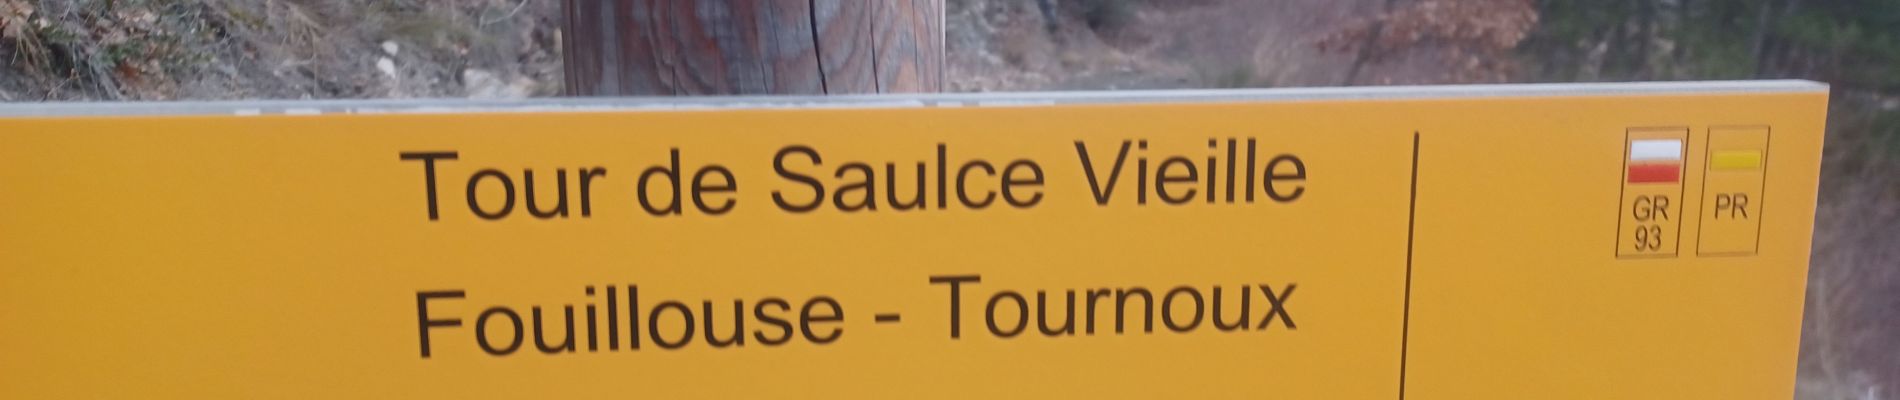 Tour de Saulce Vieille
Fouillouse - Tournoux
GR
93
PR